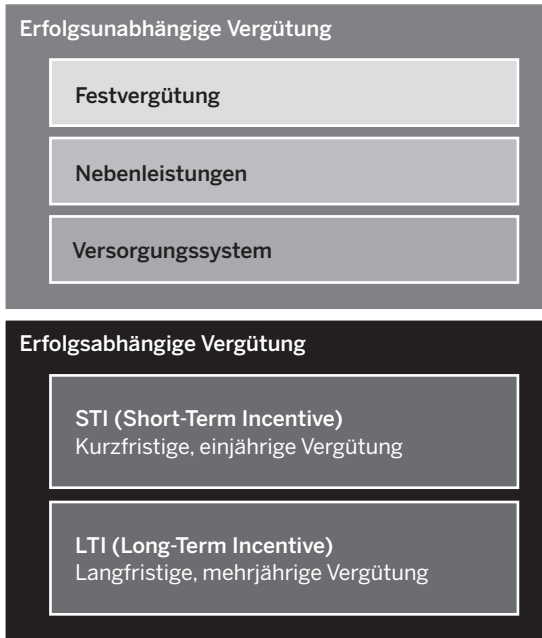 Erfolgsunabhängige Vergütung
Festvergütung
Nebenleistungen
Versorgungssystem
Erfolgsabhängige Vergütung
STI (Short-Term Incentive)
Kurzfristige, einjährige Vergütung
LTI (Long-Term Incentive)
Langfristige, mehrjährige Vergütung